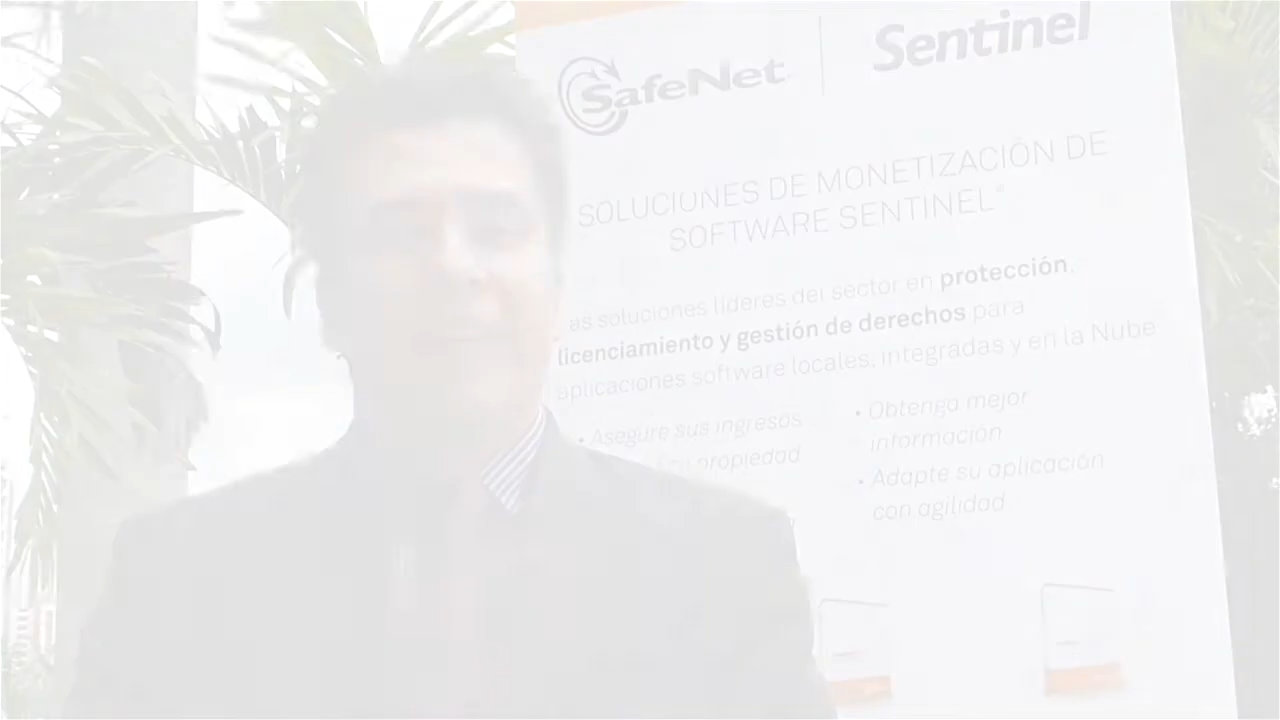 SafeNet
Sentinel
SOLUCIONES DE MONETIZACIÓN DE
SOFTWARE SENTINEL®
as soluciones líderes del sector en protección,
licenciamiento y gestión de derechos para
aplicaciones software locales, integradas y en la Nube
• Asegure sus ingresos
propiedad
• Obtenga mejor
información
• Adapte su aplicación
con agilidad